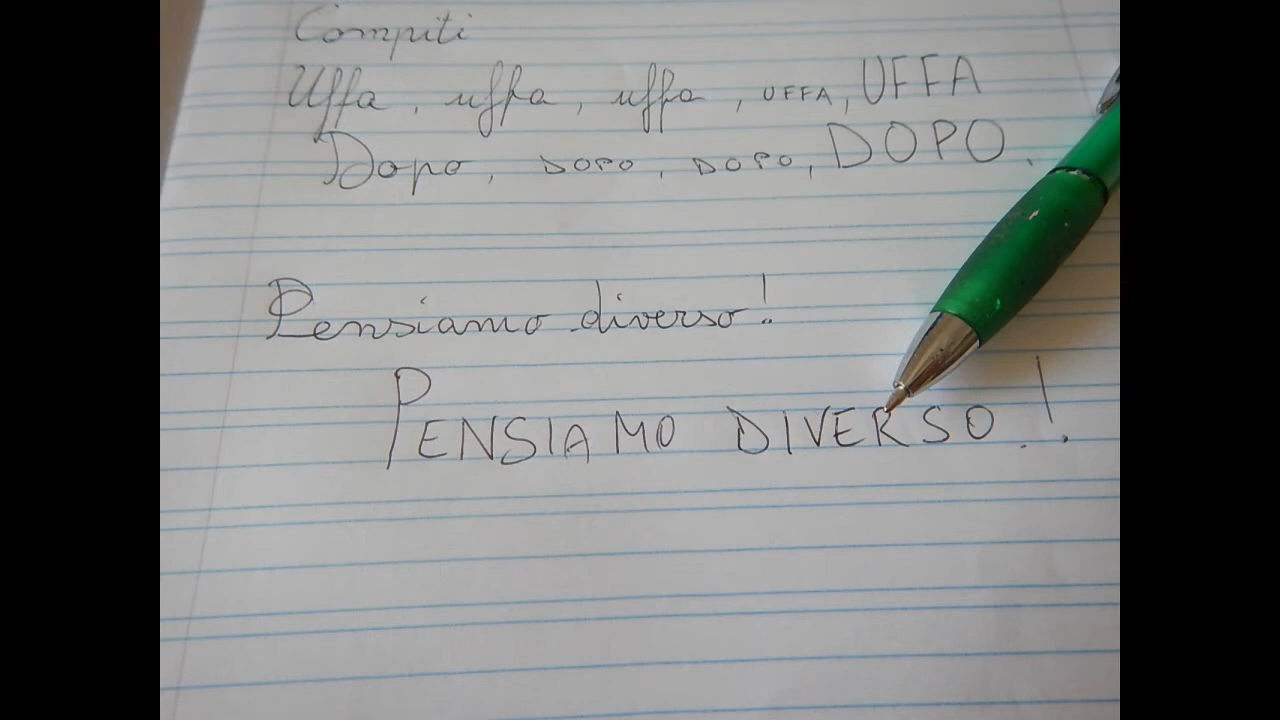 Compiti
Uffa, uffa, uffa, UFFA, UFFA
Dopo, DOPO, DOPO, DOPO.
Pensiamo diverso!
PENSIAMO DIVERSO.!